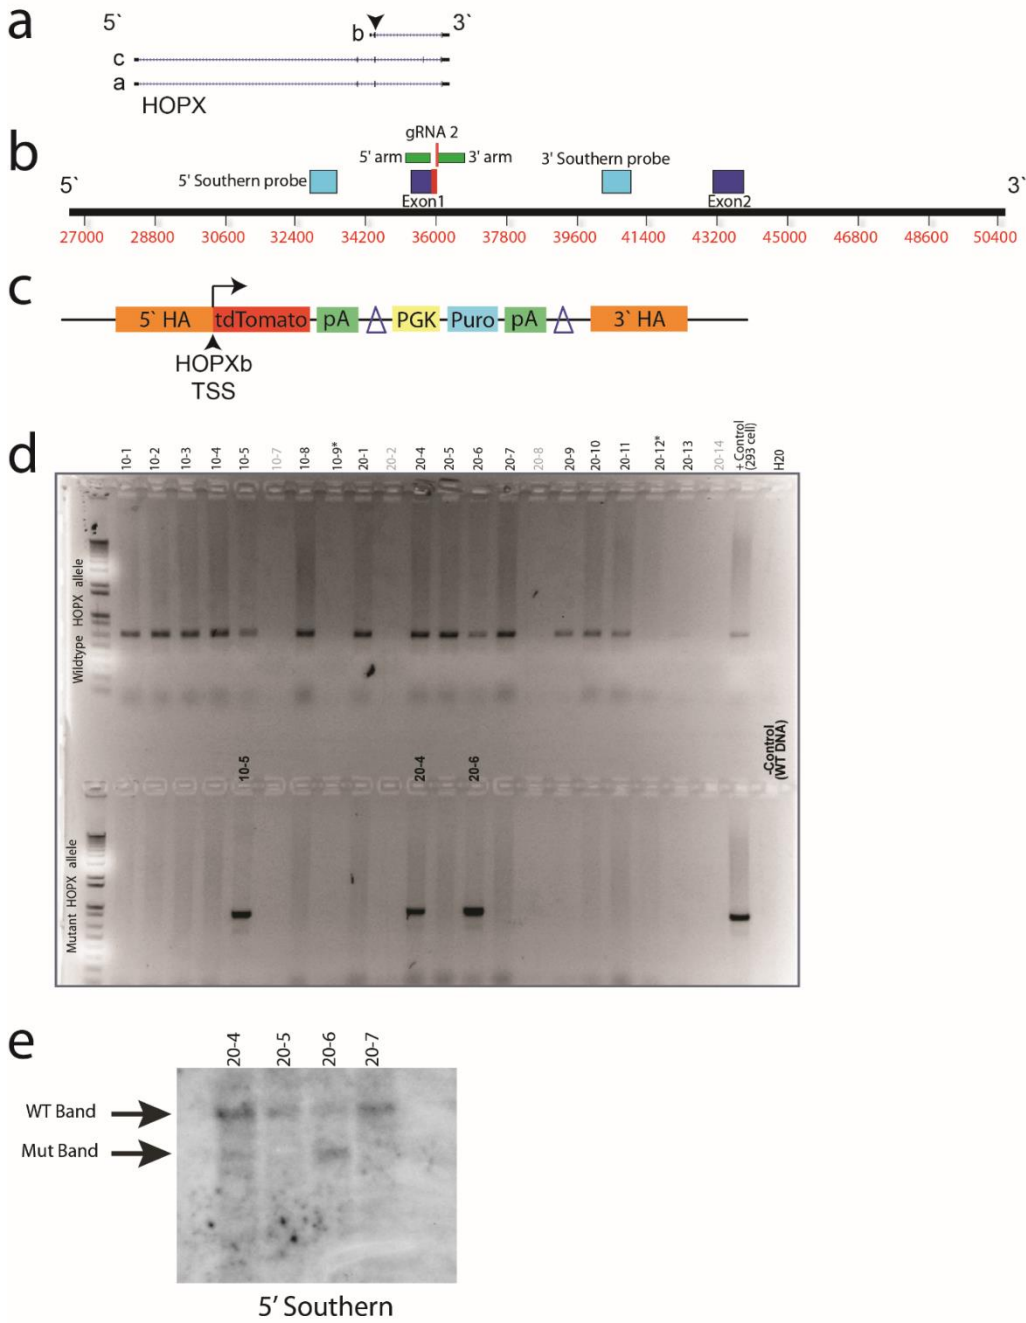 a
5` 3`
b
c
a
HOPX
b
gRNA 2
5' arm 3' arm
5' Southern probe 3' Southern probe
5` 3`
Exon1 Exon2
27000 28800 30600 32400 34200 36000 37800 39600 41400 43200 45000 46800 48600 50400
c
5` HA tdTomato pA PGK Puro pA 3` HA
HOPXb
TSS
d
10-1 10-2 10-3 10-4 10-5 10-7 10-8 10-9* 20-1 20-2 20-4 20-5 20-6 20-7 20-8 20-9 20-10 20-11 20-12* 20-13 20-14 + Control (293 cell) H20
Wildtype HOPX allele
10-5 20-4 20-6 -Control (WT DNA)
Mutant HOPX allele
e
20-4 20-5 20-6 20-7
WT Band
Mut Band
5' Southern